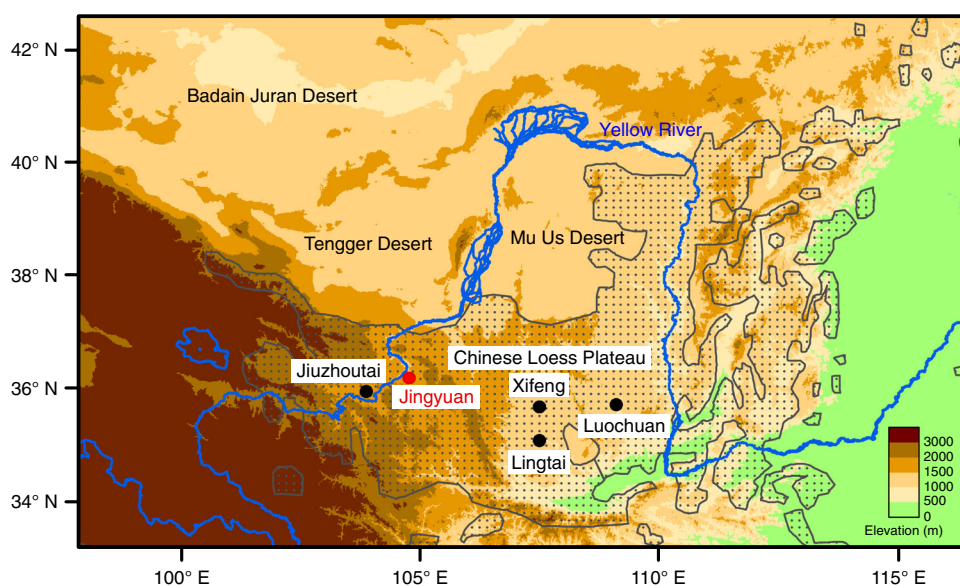 42° N
Badain Juran Desert
Yellow River
40° N
Tengger Desert
Mu Us Desert
38° N
Chinese Loess Plateau
Jiuzhoutai
36° N
Jingyuan
Xifeng
Luochuan
Lingtai
3000
2000
1500
1000
500
0
Elevation (m)
34° N
100° E
105° E
110° E
115° E